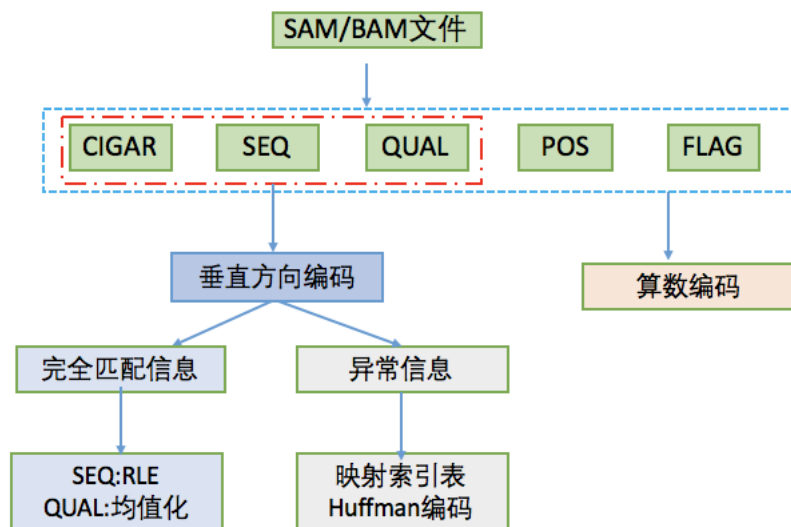 SAM/BAM文件
CIGAR SEQ QUAL POS FLAG
垂直方向编码 算数编码
完全匹配信息 异常信息
SEQ:RLE 映射索引表
QUAL:均值化 Huffman编码